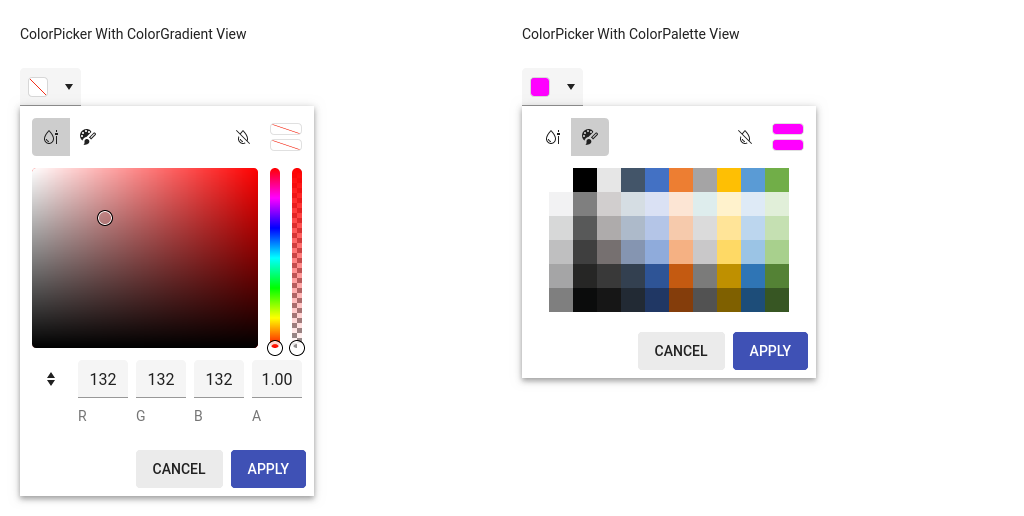 ColorPicker With ColorGradient View
ColorPicker With ColorPalette View
132 132 132 1.00
R G B A
CANCEL APPLY
CANCEL APPLY